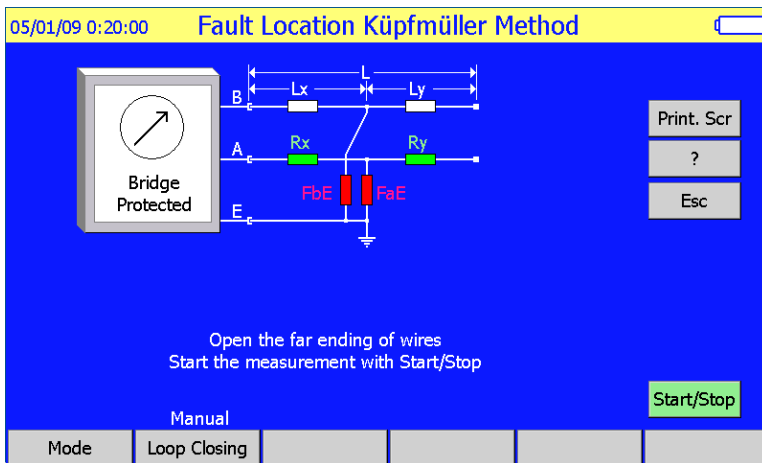 05/01/09 0:20:00 Fault Location Küpfmüller Method
L
B Lx Ly
A Rx Ry
Bridge
Protected
FbE FaE
E
Print. Scr
?
Esc
Open the far ending of wires
Start the measurement with Start/Stop
Start/Stop
Manual
Mode Loop Closing